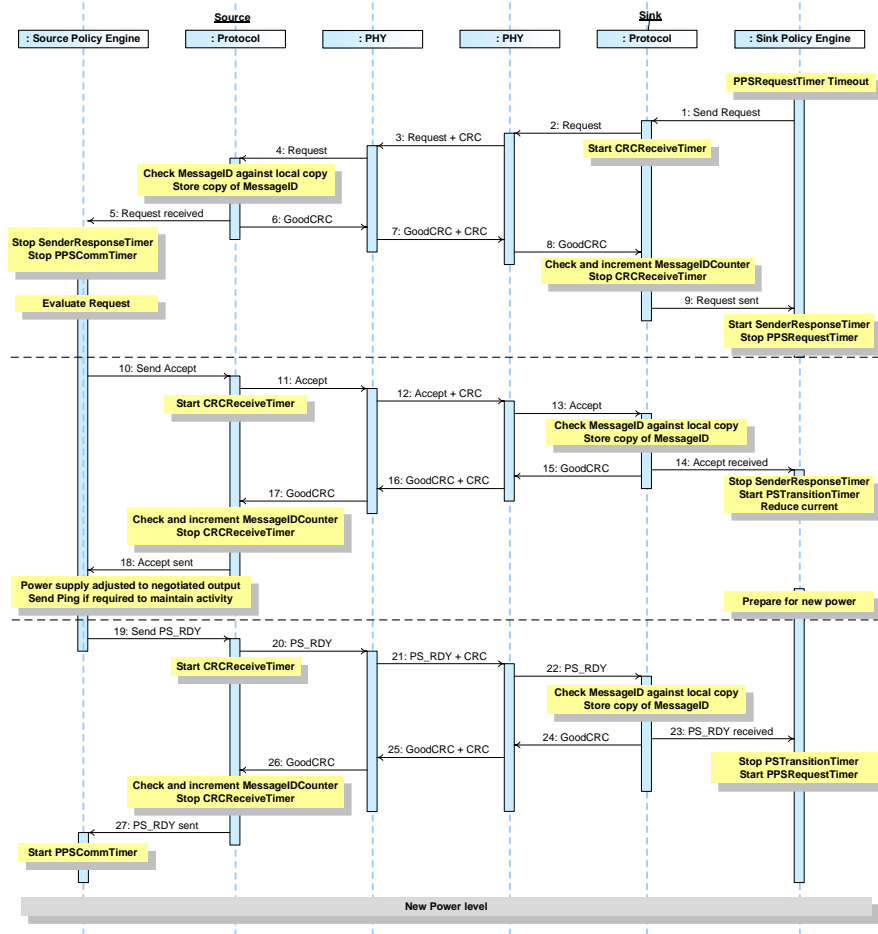 Source
Sink
: Source Policy Engine
: Protocol
: PHY
: PHY
: Protocol
: Sink Policy Engine
PPSRequestTimer Timeout
1: Send Request
2: Request
3: Request + CRC
Start CRCReceiveTimer
4: Request
Check MessageID against local copy
Store copy of MessageID
5: Request received
6: GoodCRC
7: GoodCRC + CRC
8: GoodCRC
Stop SenderResponseTimer
Stop PPSCommTimer
Check and increment MessageIDCounter
Stop CRCReceiveTimer
Evaluate Request
9: Request sent
Start SenderResponseTimer
Stop PPSRequestTimer
10: Send Accept
11: Accept
Start CRCReceiveTimer
12: Accept + CRC
13: Accept
Check MessageID against local copy
Store copy of MessageID
14: Accept received
15: GoodCRC
16: GoodCRC + CRC
17: GoodCRC
Stop SenderResponseTimer
Start PSTransitionTimer
Reduce current
Check and increment MessageIDCounter
Stop CRCReceiveTimer
18: Accept sent
Power supply adjusted to negotiated output
Send Ping if required to maintain activity
Prepare for new power
19: Send PS_RDY
20: PS_RDY
Start CRCReceiveTimer
21: PS_RDY + CRC
22: PS_RDY
Check MessageID against local copy
Store copy of MessageID
23: PS_RDY received
24: GoodCRC
25: GoodCRC + CRC
26: GoodCRC
Stop PSTransitionTimer
Start PPSRequestTimer
Check and increment MessageIDCounter
Stop CRCReceiveTimer
27: PS_RDY sent
Start PPSCommTimer
New Power level